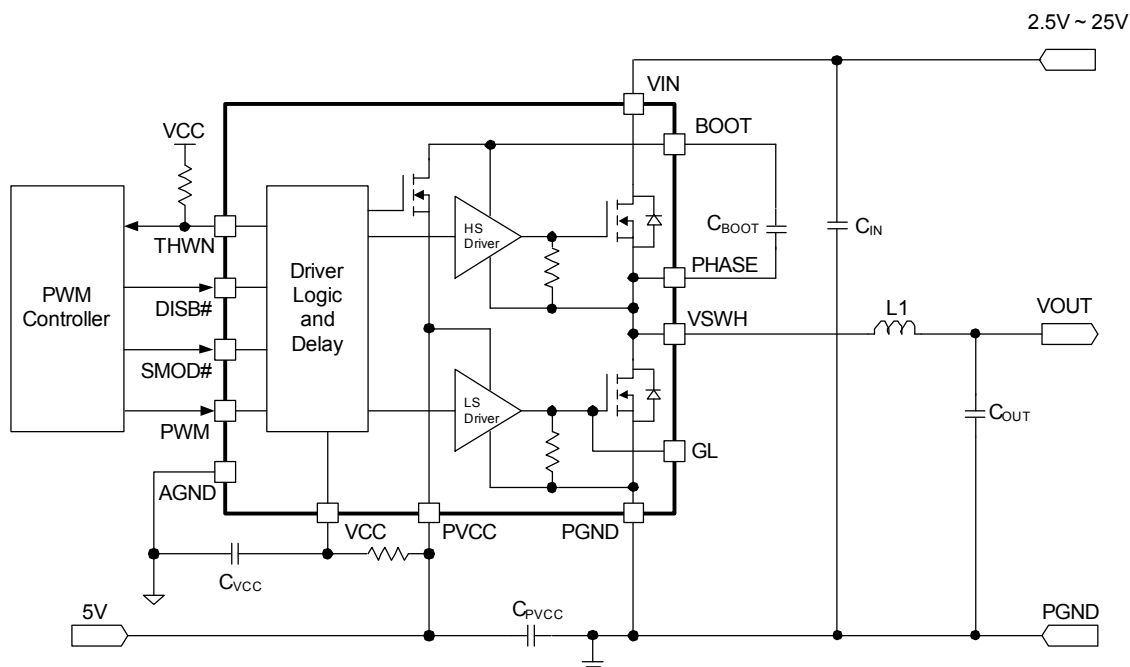 2.5V ~ 25V
VIN
BOOT
VCC
HS
Driver
CBOOT
CIN
THWN
PHASE
PWM
Controller
Driver
Logic
and
Delay
DISB#
VSWH
L1
VOUT
SMOD#
LS
Driver
COUT
PWM
GL
AGND
VCC
PVCC
PGND
CVCC
5V
CPVCC
PGND